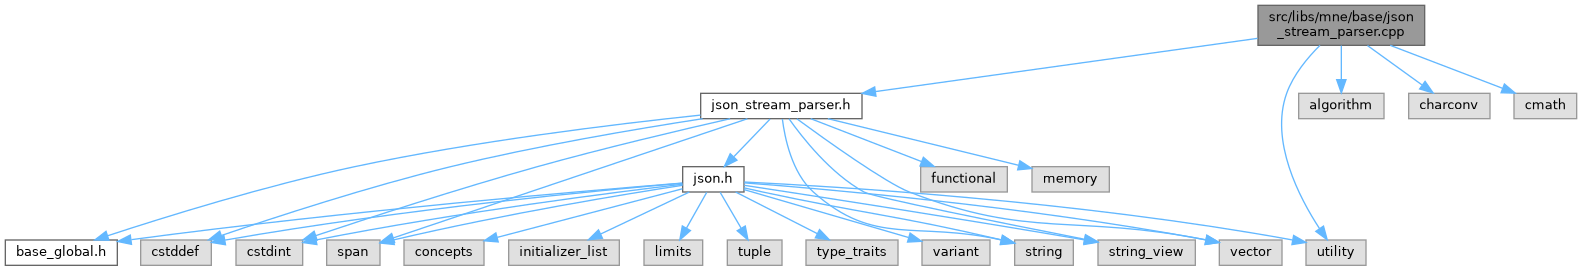 src/libs/mne/base/json
_stream_parser.cpp
json_stream_parser.h
algorithm
charconv
cmath
json.h
functional
memory
base_global.h
cstddef
cstdint
span
concepts
initializer_list
limits
tuple
type_traits
variant
string
string_view
vector
utility